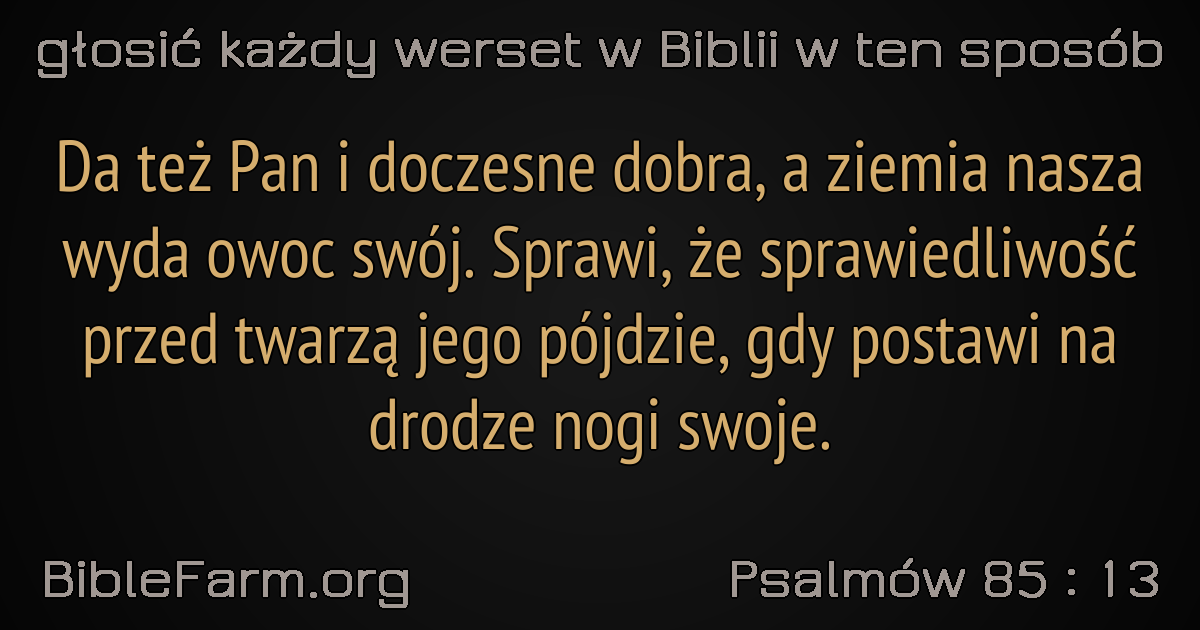 głosić każdy werset w Biblii w ten sposób
Da też Pan i doczesne dobra, a ziemia nasza
wyda owoc swój. Sprawi, że sprawiedliwość
przed twarzą jego pójdzie, gdy postawi na
drodze nogi swoje.
BibleFarm.org
Psalmów 85 : 13